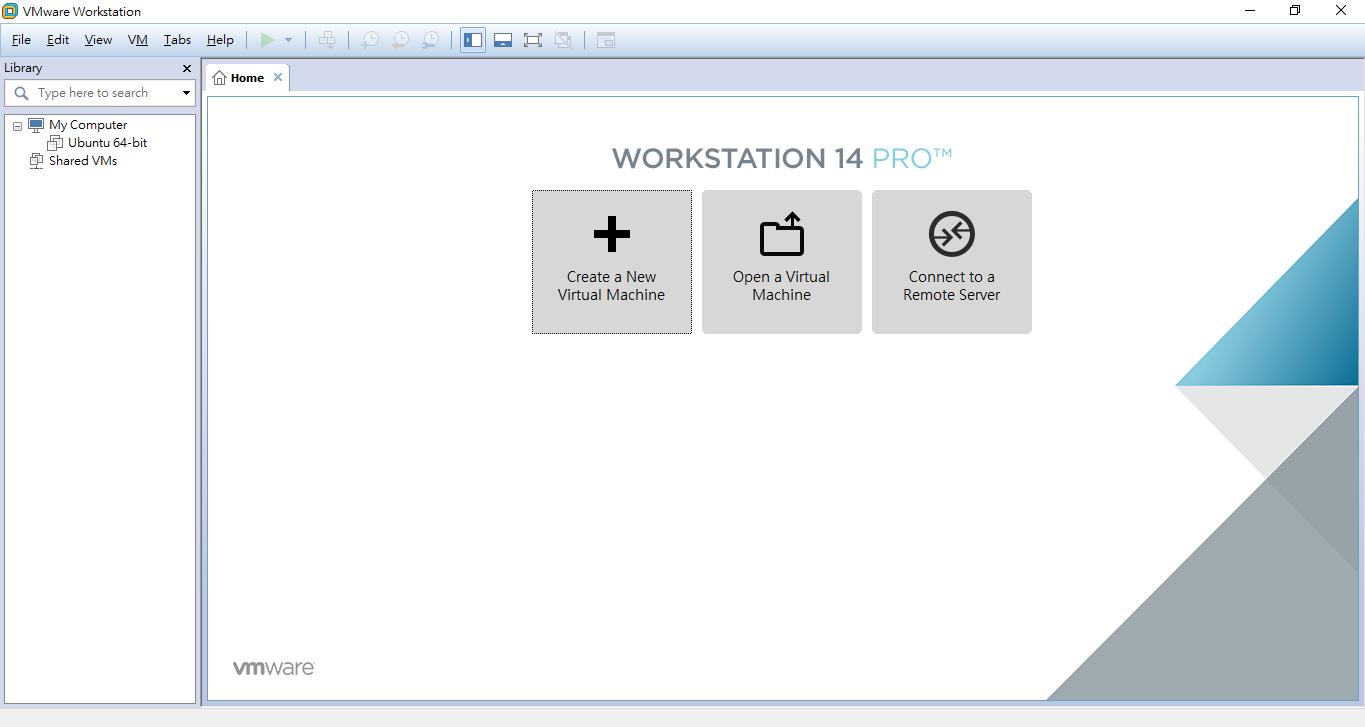 VMware Workstation
File Edit View VM Tabs Help
Library
Type here to search
Home
My Computer
Ubuntu 64-bit
Shared VMs
WORKSTATION 14 PRO™
Create a New
Virtual Machine
Open a Virtual
Machine
Connect to a
Remote Server
vmware